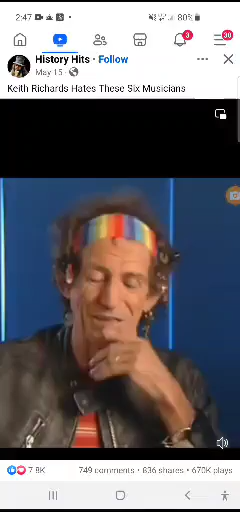 2:47
80%
3
30
History Hits · Follow
May 15 ·
Keith Richards Hates These Six Musicians
7.8K
749 comments · 836 shares · 670K plays